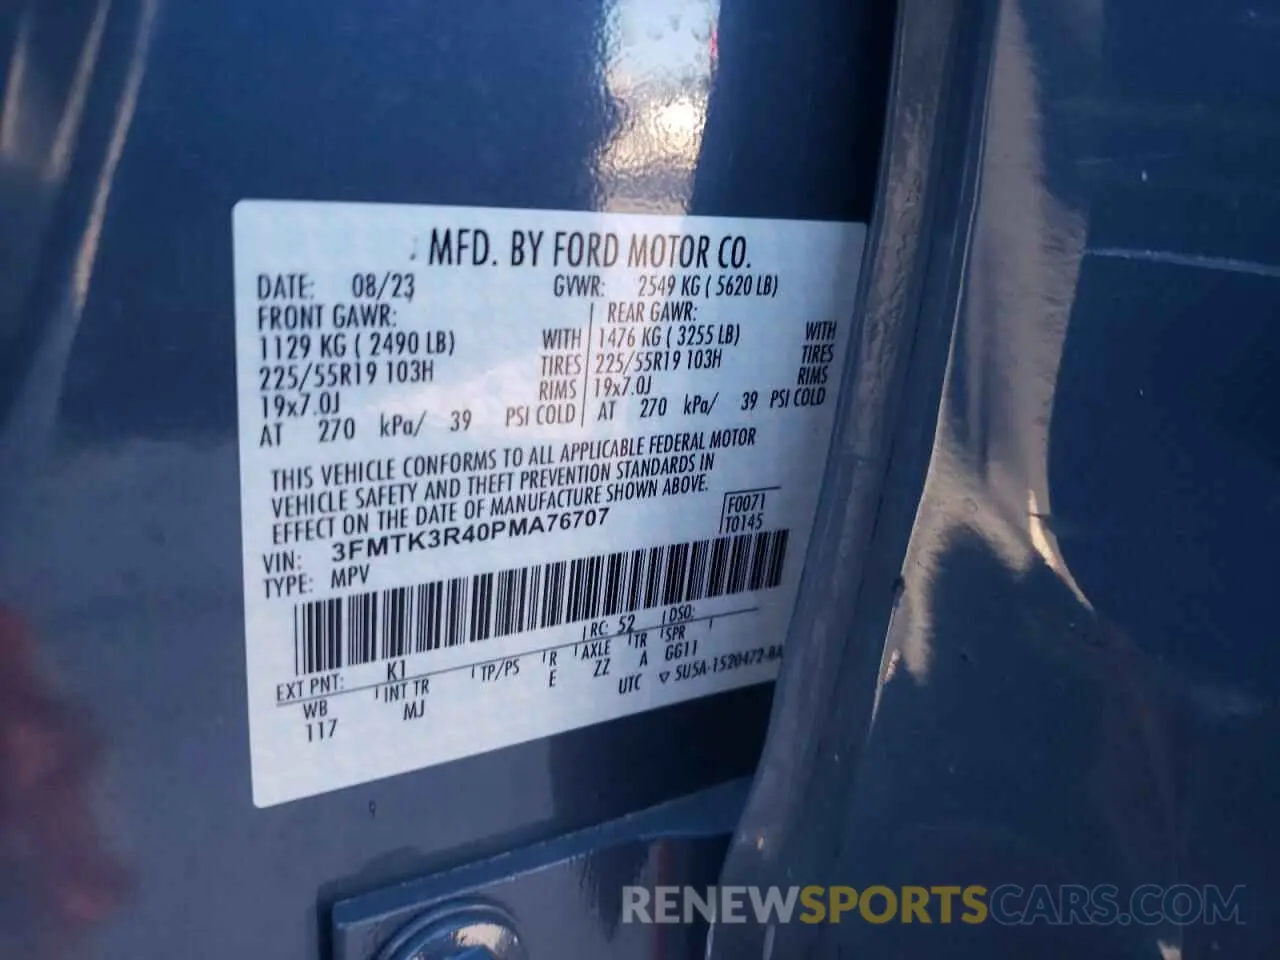 MFD. BY FORD MOTOR CO.
DATE: 08/23 GVWR: 2549 KG ( 5620 LB)
FRONT GAWR: REAR GAWR:
1129 KG ( 2490 LB) WITH 1476 KG ( 3255 LB) WITH
225/55R19 103H TIRES 225/55R19 103H TIRES
19x7.0J RIMS 19x7.0J RIMS
AT 270 kPa/ 39 PSI COLD AT 270 kPa/ 39 PSI COLD
THIS VEHICLE CONFORMS TO ALL APPLICABLE FEDERAL MOTOR
VEHICLE SAFETY AND THEFT PREVENTION STANDARDS IN
EFFECT ON THE DATE OF MANUFACTURE SHOWN ABOVE.
F0071
VIN: 3FMTK3R40PMA76707 T0145
TYPE: MPV
EXT PNT: K1 RC: 52 DSO:
WB INT TR TP/PS R AXLE TR SPR
117 MJ E ZZ A GG11
UTC ▽ 5U5A-1520472-BA
RENEWSPORTSCARS.COM